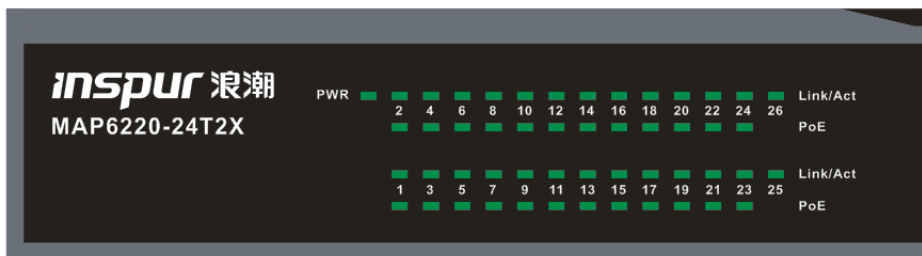 inspur 浪潮
MAP6220-24T2X
PWR
Link/Act
2 4 6 8 10 12 14 16 18 20 22 24 26
PoE
Link/Act
1 3 5 7 9 11 13 15 17 19 21 23 25
PoE